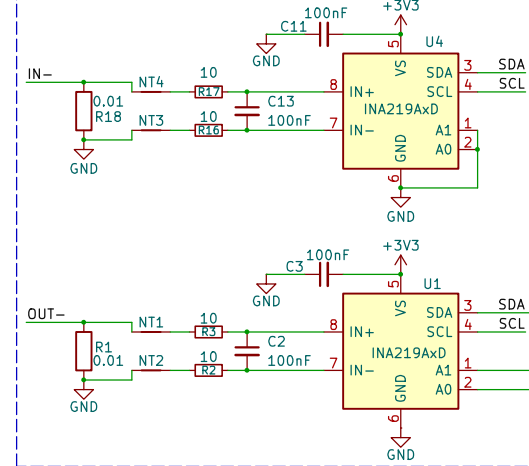 +3V3
100nF
C11
GND
U4
5
VS
IN-
NT4
10
R17
8
IN+
SDA
3
SDA
SCL
4
SCL
0.01
R18
C13
100nF
INA219AxD
NT3
10
R16
7
IN-
A1
1
A0
2
GND
GND
6
GND
+3V3
100nF
C3
GND
U1
5
VS
OUT-
NT1
10
R3
8
IN+
SDA
3
SDA
SCL
4
SCL
R1
0.01
C2
100nF
INA219AxD
NT2
10
R2
7
IN-
A1
1
A0
2
GND
GND
6
GND